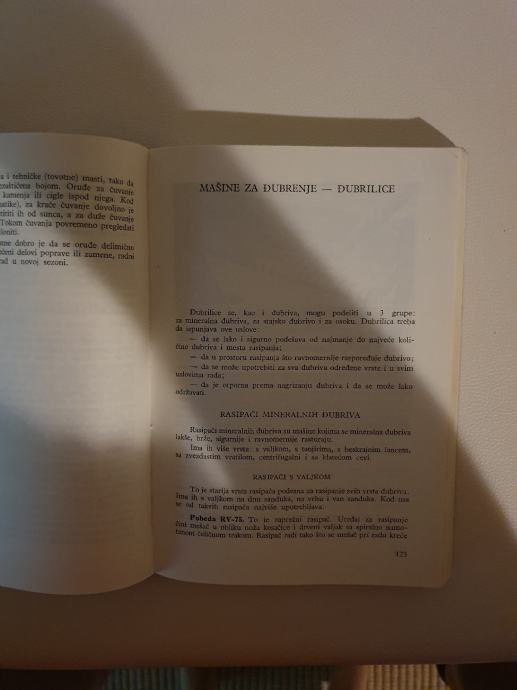 i tehničke (tovotne) masti, tako da
zaštićena bojom. Oruđe za čuvanje
kamenja ili cigle ispod njega. Kod
za kraće čuvanje dovoljno je
ih od sunca, a za duže čuvanje
Tokom čuvanja povremeno pregledati
dobro je da se oruđe delimično
delovi poprave ili zamene, radni
u novoj sezoni.
MAŠINE ZA ĐUBRENJE — ĐUBRILICE
Đubrilice se, kao i đubriva, mogu podeliti u 3 grupe:
za mineralna đubriva, za stajsko đubrivo i za osoku. Đubrilica treba
da ispunjava ove uslove:
— da se lako i sigurno podešava od najmanje do najveće koli-
čine đubriva i mesta rasipanja;
— da u prostoru rasipanja što ravnomernije raspoređuje đubrivo;
— da se može upotrebiti za sva đubriva određene vrste i u svim
uslovima rada;
— da je otporna prema nagrizanju đubriva i da se može lako
održavati.
RASIPAČI MINERALNIH ĐUBRIVA
Rasipači mineralnih đubriva su mašine kojima se mineralna đubriva
lakše, brže, sigurnije i ravnomernije rasturaju.
Ima ih više vrsta: s valjkom, s tanjirima, s beskrajnim lancem,
sa zvezdastim vratilom, centrifugalni i sa klatećom cevi.
RASIPAČI S VALJKOM
To je starija vrsta rasipača podesna za rasipanje svih vrsta đubriva.
Ima ih s valjkom na dnu sanduka, na vrhu i van sanduka. Kod nas
se od takvih rasipača najviše upotrebljava.
Pobeda RV-75. To je zaprežni rasipač. Uređaj za rasipanje
čini mešač u obliku noža kosačice i drveni valjak sa spiralno namo-
tanom čeličnom trakom. Rasipač radi tako što se mešač pri radu kreće
123